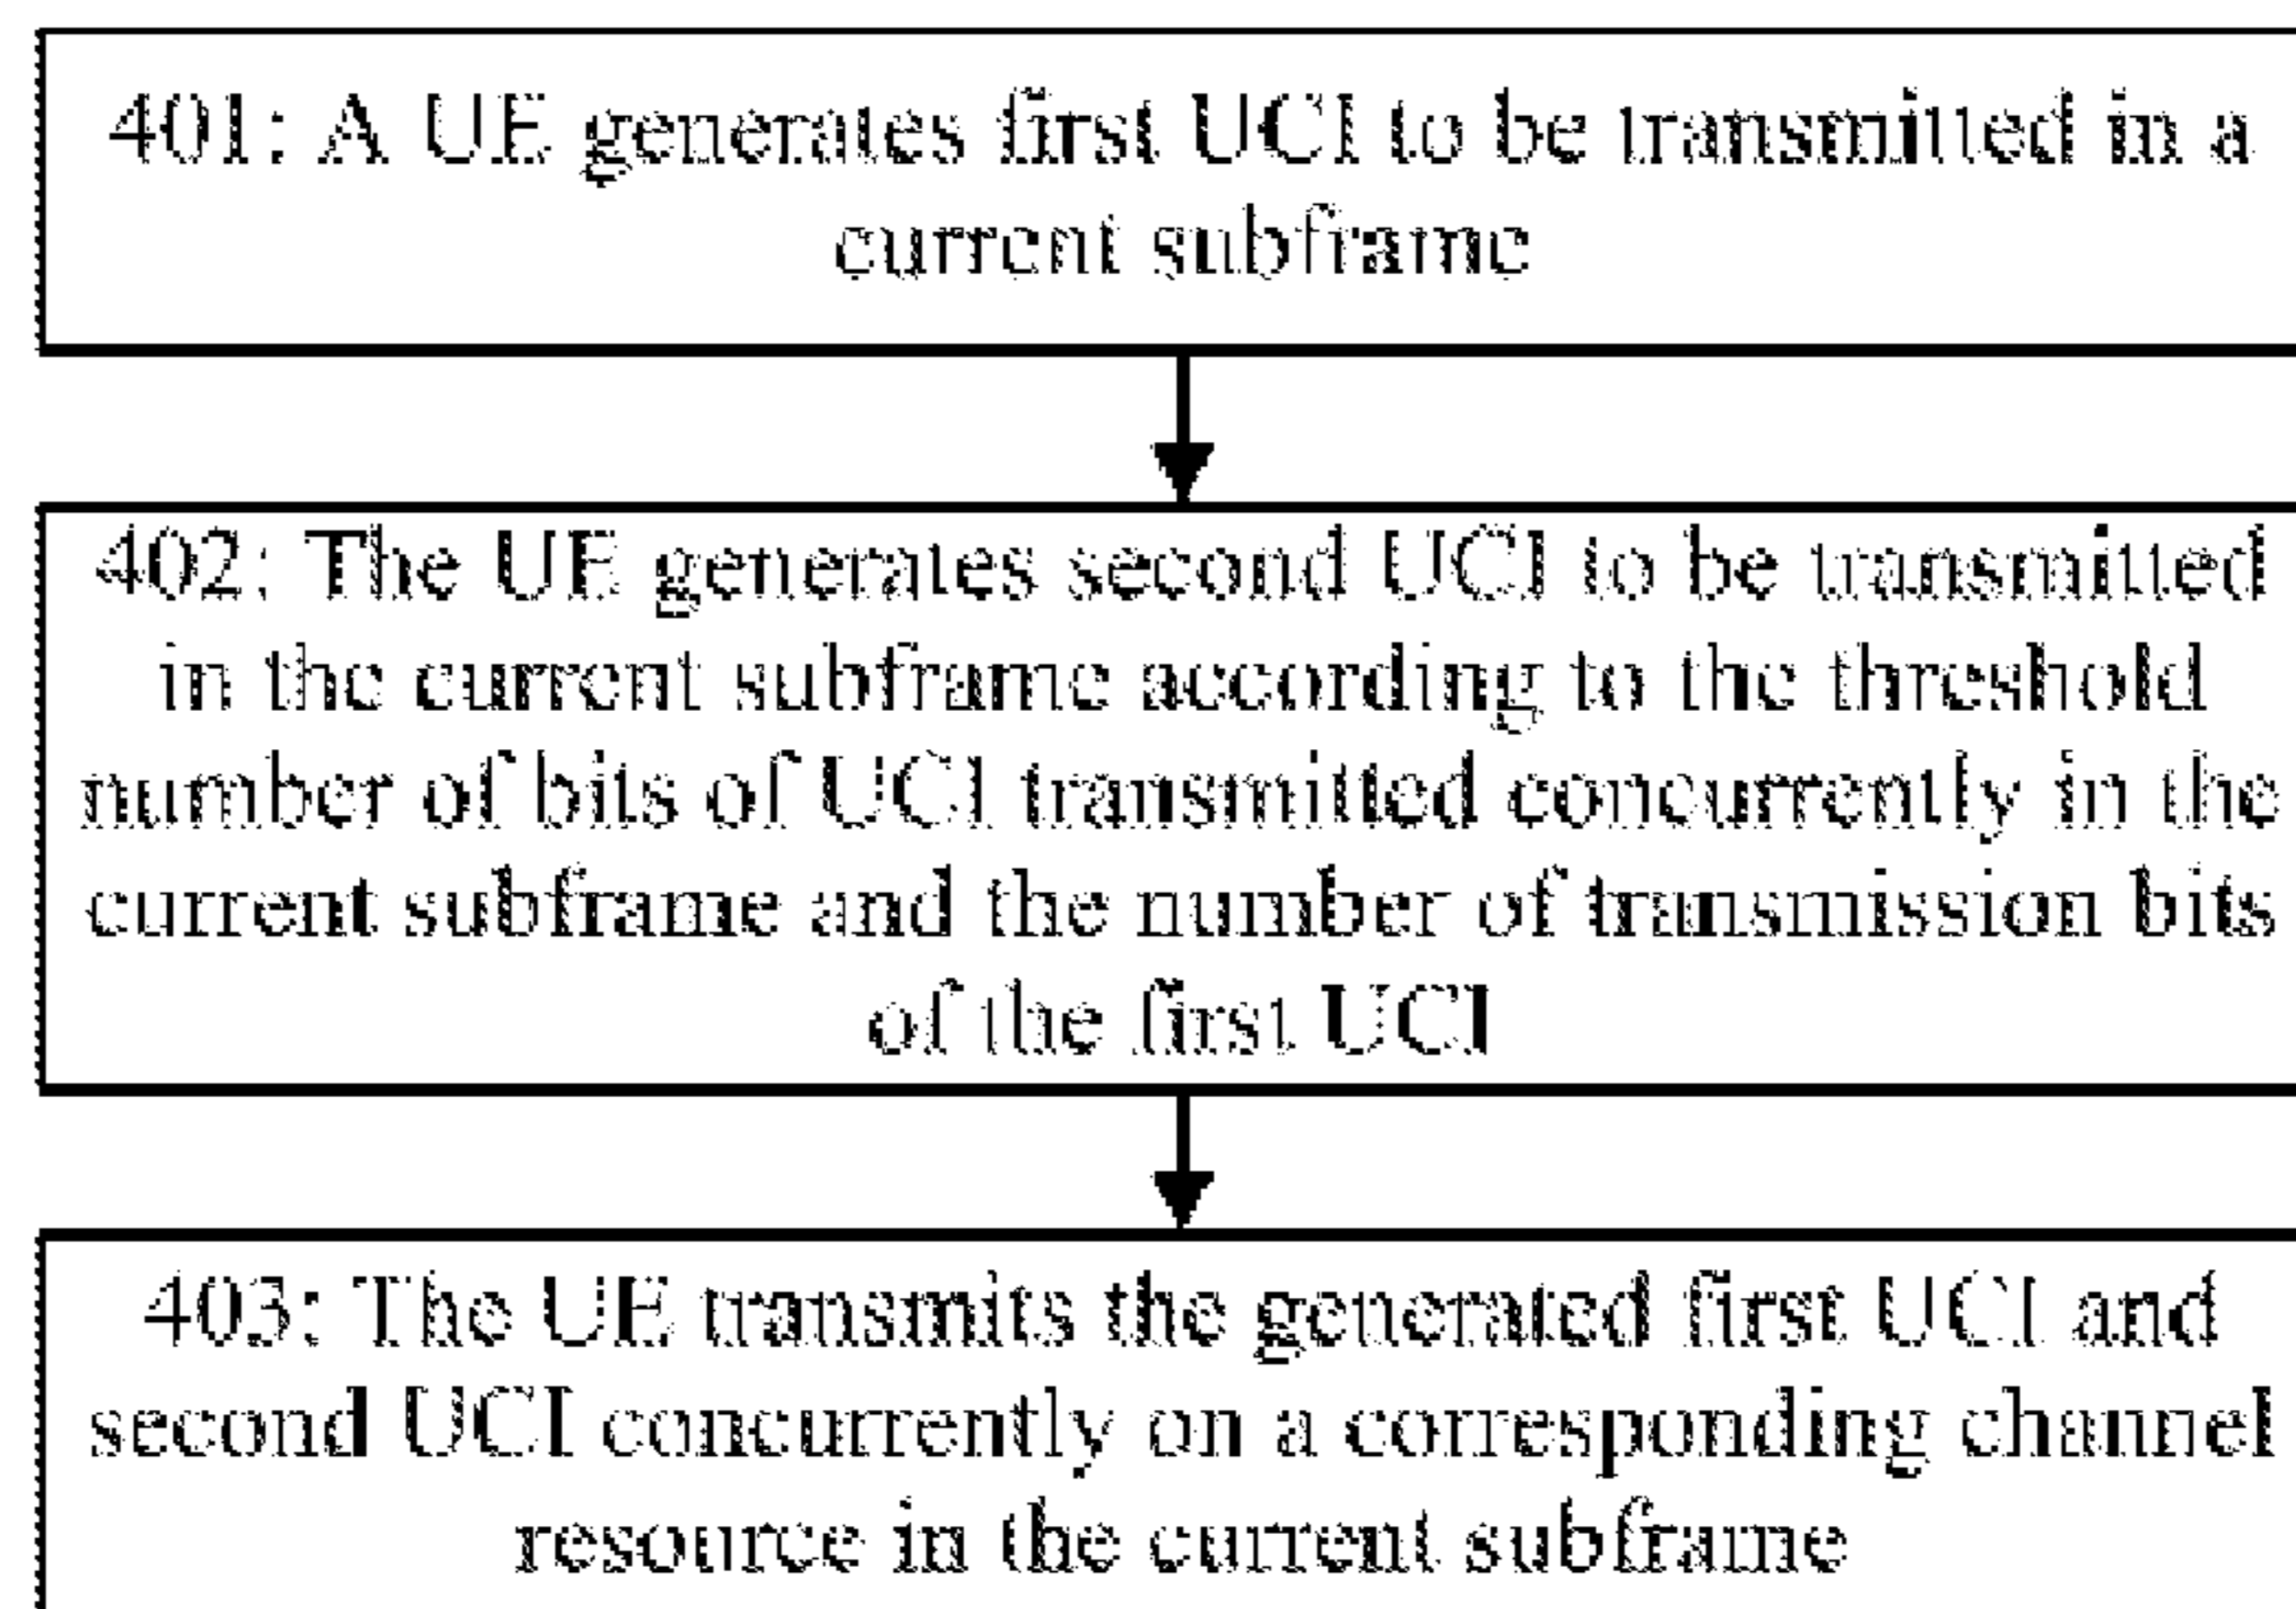 401: A UE generates first UCI to be transmitted in a
current subframe
402: The UE generates second UCI to be transmitted
in the current subframe according to the threshold
number of bits of UCI transmitted concurrently in the
current subframe and the number of transmission bits
of the first UCI
403: The UE transmits the generated first UCI and
second UCI concurrently on a corresponding channel
resource in the current subframe